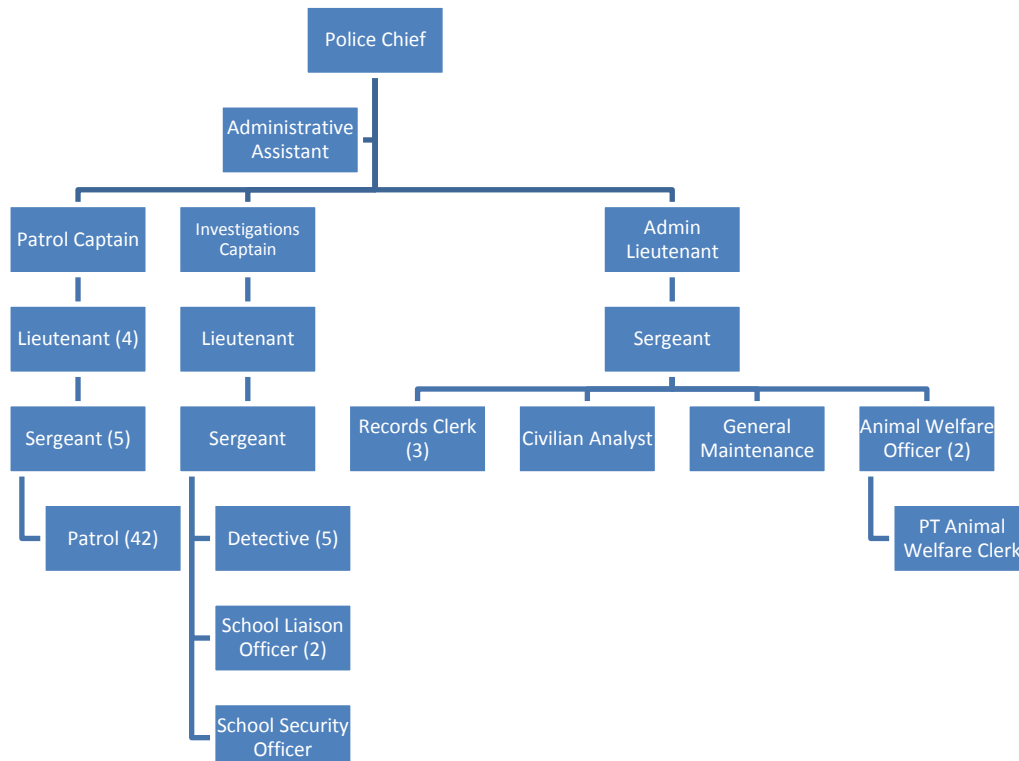 Police Chief
Administrative
Assistant
Patrol Captain
Investigations
Captain
Admin
Lieutenant
Lieutenant (4)
Lieutenant
Sergeant
Sergeant (5)
Sergeant
Records Clerk
(3)
Civilian Analyst
General
Maintenance
Animal Welfare
Officer (2)
Patrol (42)
Detective (5)
PT Animal
Welfare Clerk
School Liaison
Officer (2)
School Security
Officer